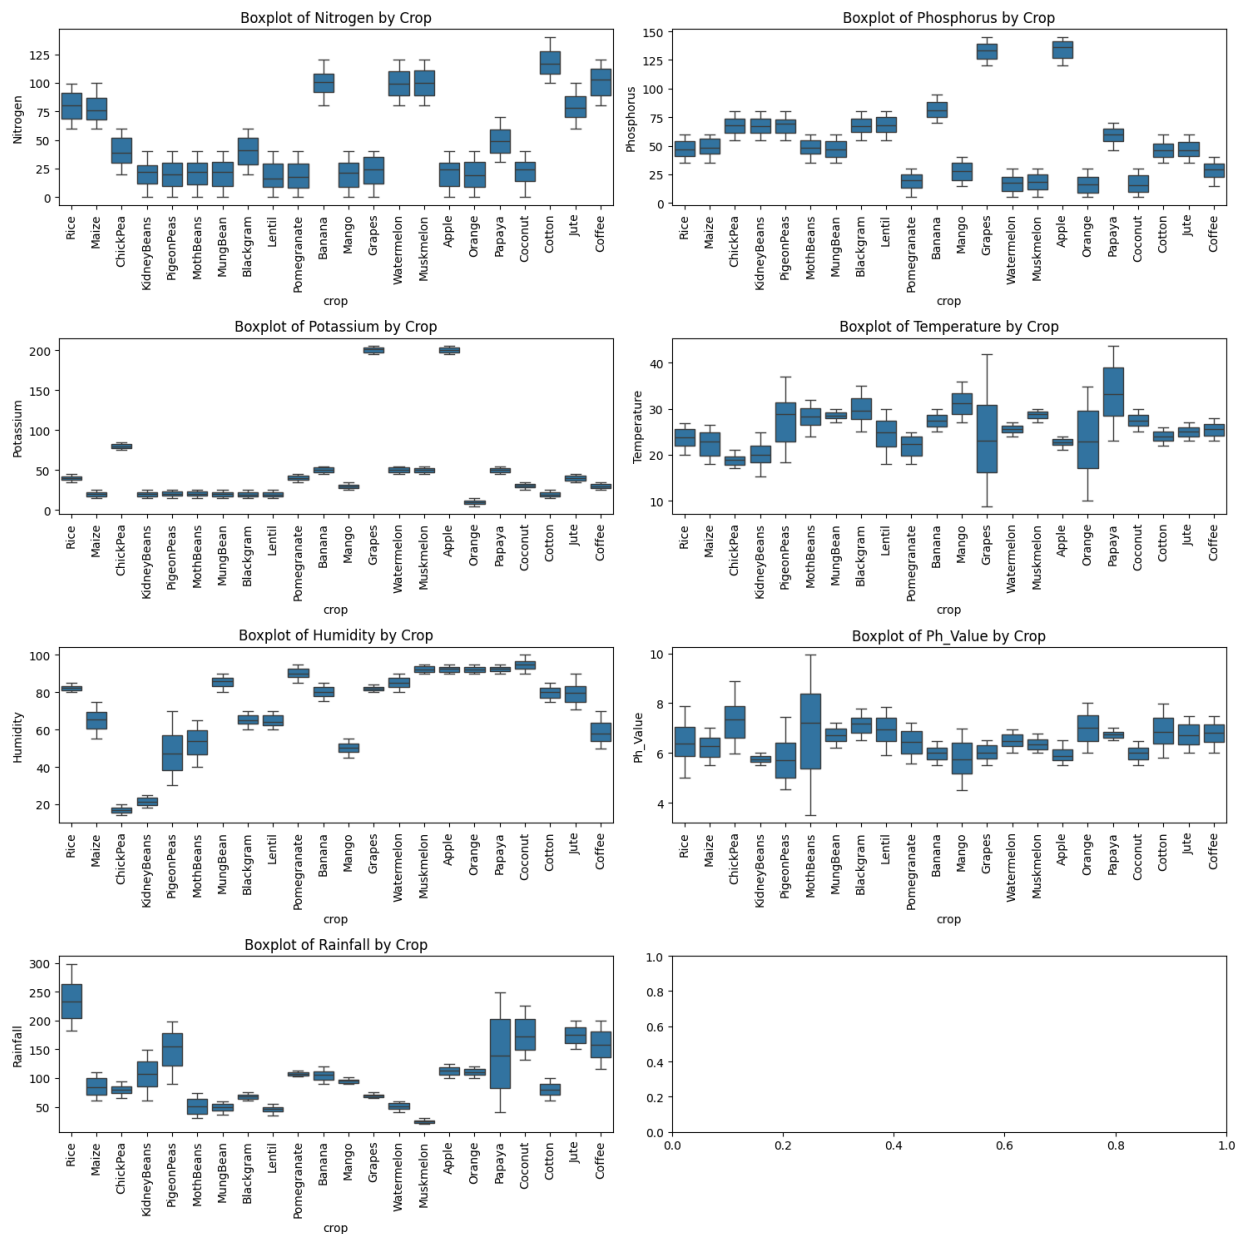 Boxplot of Nitrogen by Crop
Nitrogen
125
100
75
50
25
0
Rice Maize ChickPea KidneyBeans PigeonPeas MothBeans MungBean Blackgram Lentil Pomegranate Banana Mango Grapes Watermelon Muskmelon Apple Orange Papaya Coconut Cotton Jute Coffee
crop
Boxplot of Phosphorus by Crop
Phosphorus
150
125
100
75
50
25
0
Rice Maize ChickPea KidneyBeans PigeonPeas MothBeans MungBean Blackgram Lentil Pomegranate Banana Mango Grapes Watermelon Muskmelon Apple Orange Papaya Coconut Cotton Jute Coffee
crop
Boxplot of Potassium by Crop
Potassium
200
150
100
50
0
Rice Maize ChickPea KidneyBeans PigeonPeas MothBeans MungBean Blackgram Lentil Pomegranate Banana Mango Grapes Watermelon Muskmelon Apple Orange Papaya Coconut Cotton Jute Coffee
crop
Boxplot of Temperature by Crop
Temperature
40
30
20
10
Rice Maize ChickPea KidneyBeans PigeonPeas MothBeans MungBean Blackgram Lentil Pomegranate Banana Mango Grapes Watermelon Muskmelon Apple Orange Papaya Coconut Cotton Jute Coffee
crop
Boxplot of Humidity by Crop
Humidity
100
80
60
40
20
Rice Maize ChickPea KidneyBeans PigeonPeas MothBeans MungBean Blackgram Lentil Pomegranate Banana Mango Grapes Watermelon Muskmelon Apple Orange Papaya Coconut Cotton Jute Coffee
crop
Boxplot of Ph_Value by Crop
Ph_Value
10
8
6
4
Rice Maize ChickPea KidneyBeans PigeonPeas MothBeans MungBean Blackgram Lentil Pomegranate Banana Mango Grapes Watermelon Muskmelon Apple Orange Papaya Coconut Cotton Jute Coffee
crop
Boxplot of Rainfall by Crop
Rainfall
300
250
200
150
100
50
Rice Maize ChickPea KidneyBeans PigeonPeas MothBeans MungBean Blackgram Lentil Pomegranate Banana Mango Grapes Watermelon Muskmelon Apple Orange Papaya Coconut Cotton Jute Coffee
crop
1.0
0.8
0.6
0.4
0.2
0.0
0.0 0.2 0.4 0.6 0.8 1.0